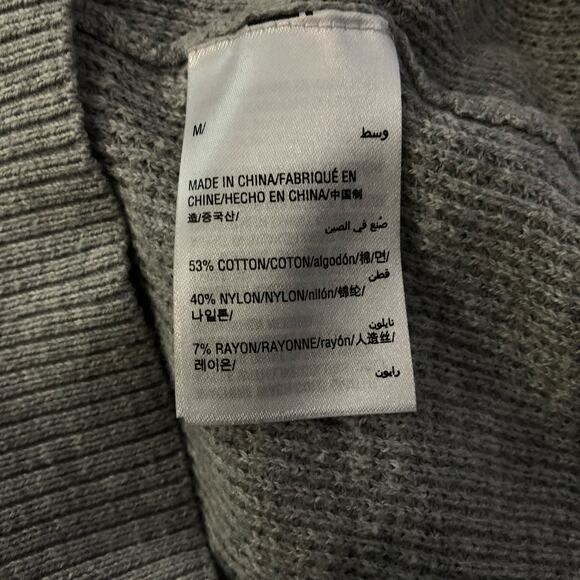 M/
وسط
MADE IN CHINA/FABRIQUÉ EN
CHINE/HECHO EN CHINA/中国制
造/중국산/
صنع في الصين
53% COTTON/COTON/algodón/棉/면/
قطن
40% NYLON/NYLON/nilón/锦纶/
나일론/
نايلون
7% RAYON/RAYONNE/rayón/人造丝/
레이온/
رايون